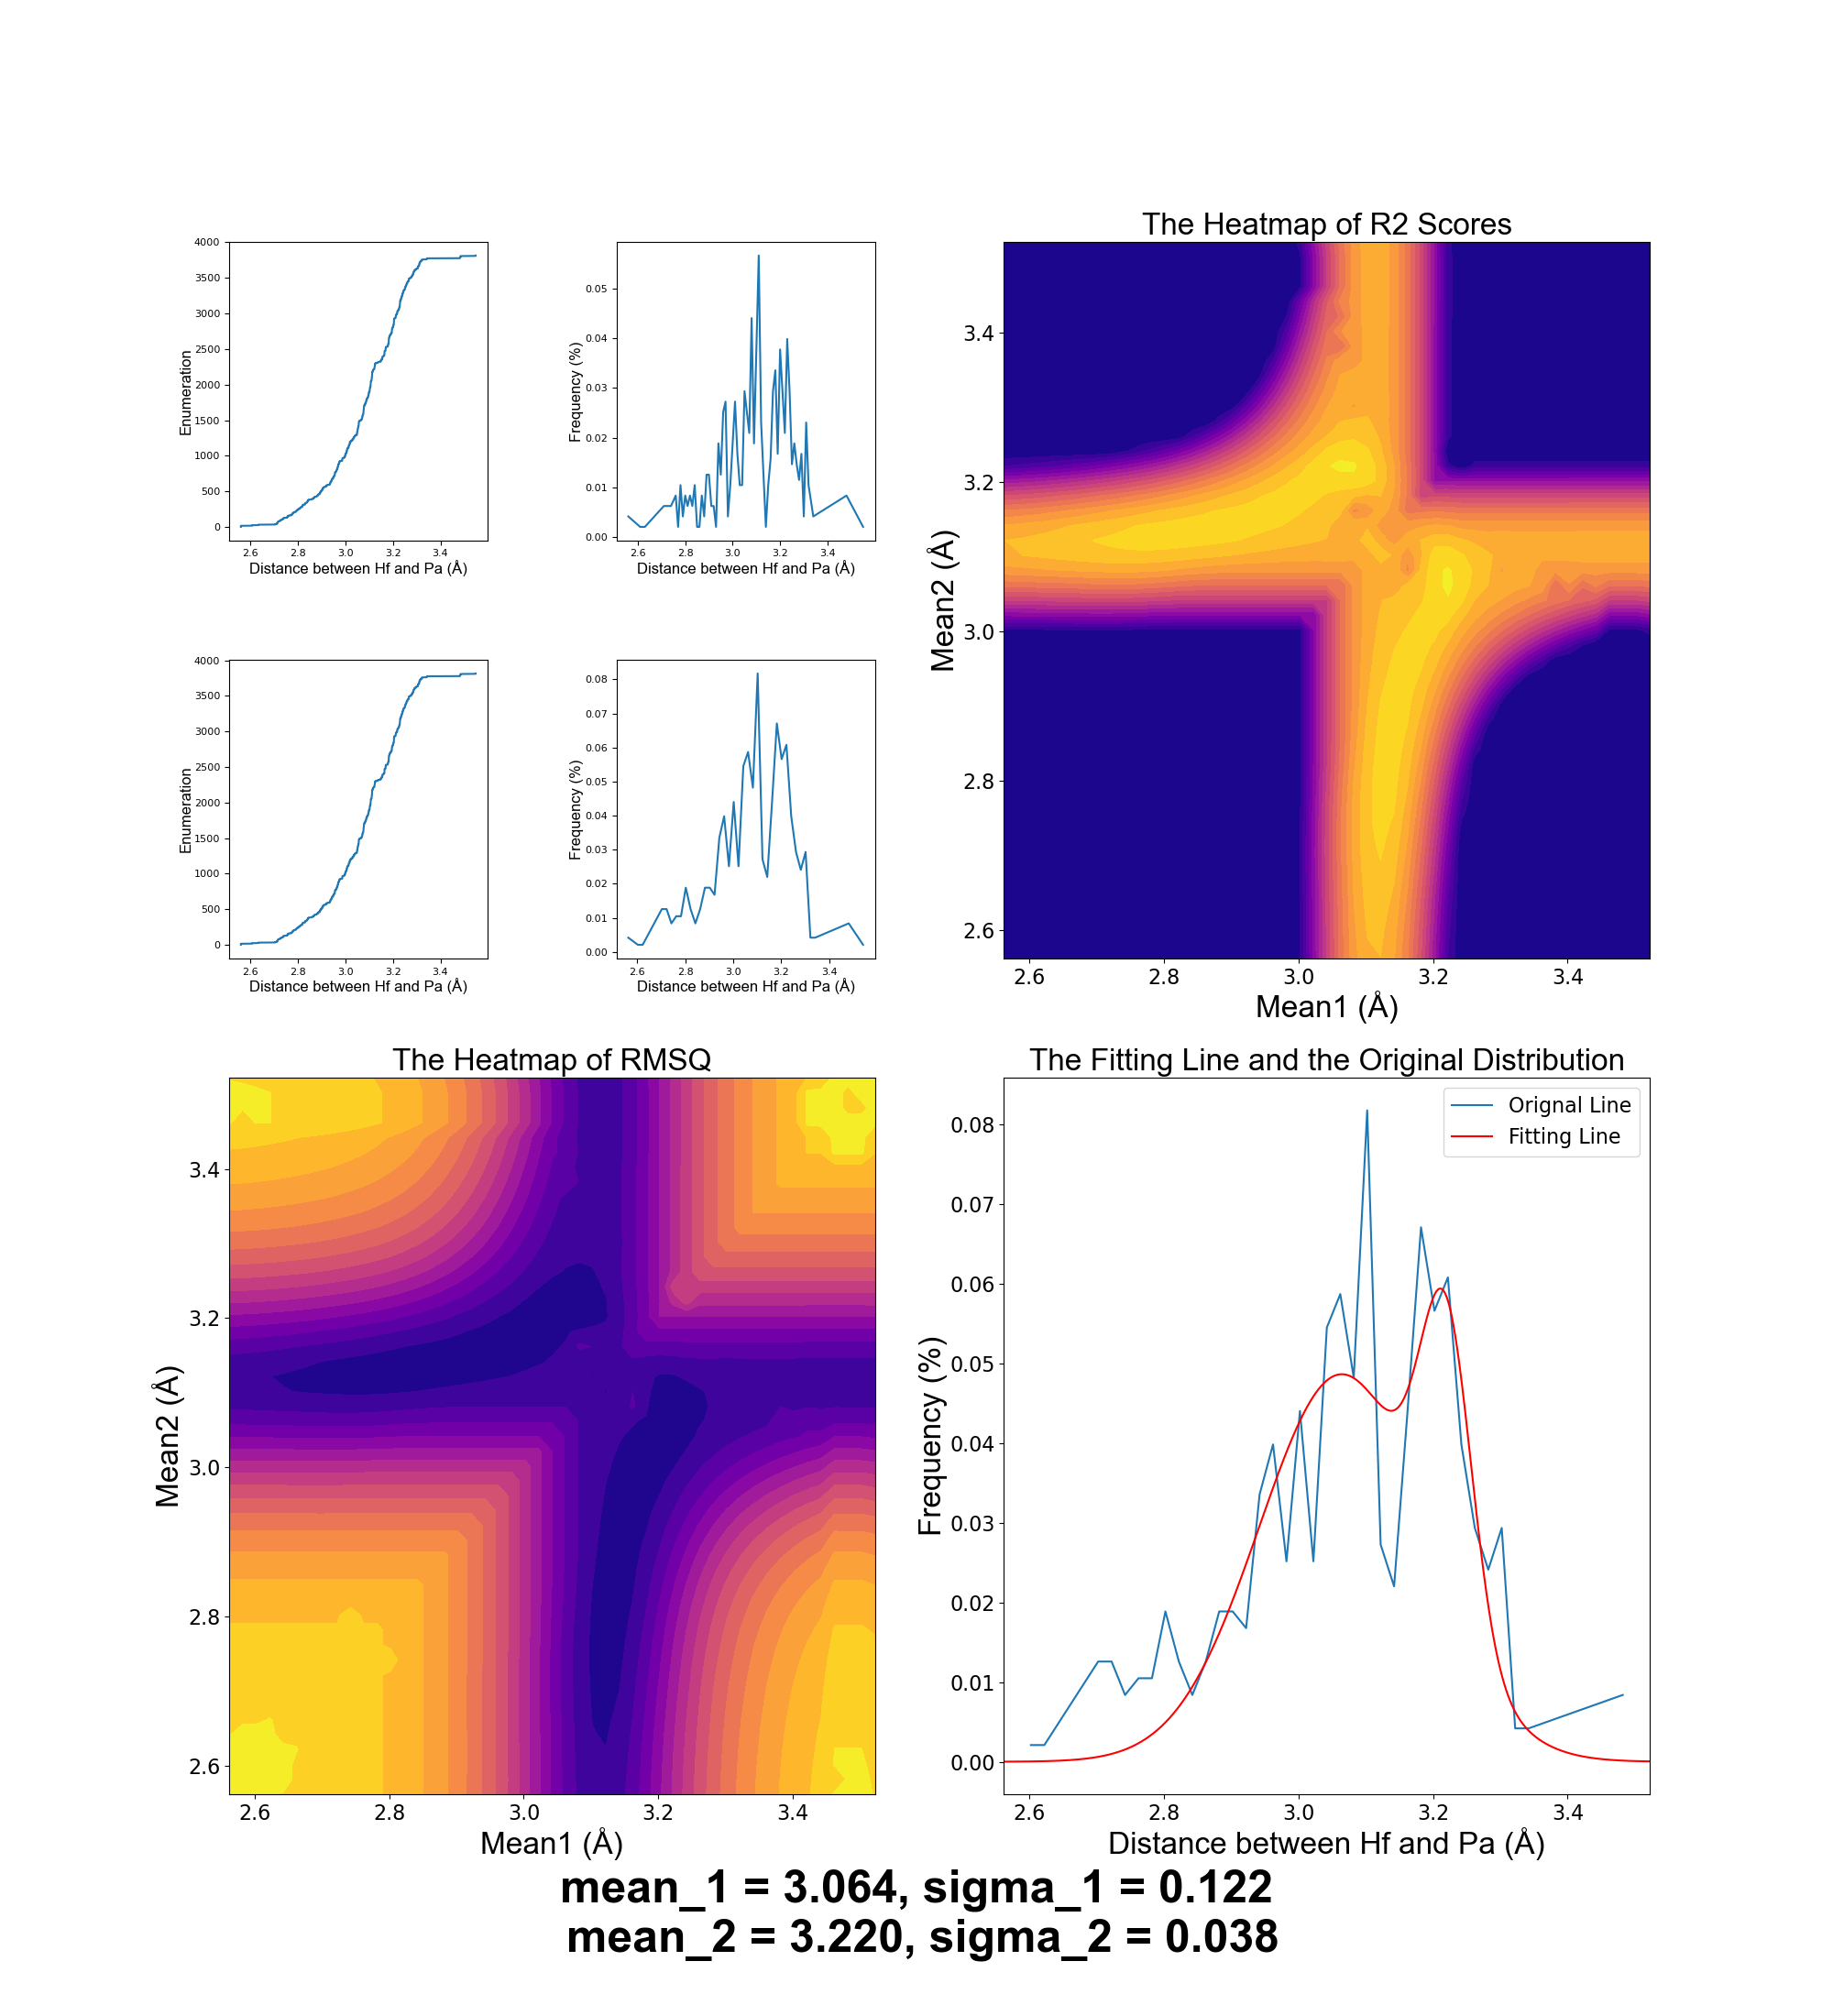 4000
3500
3000
2500
2000
1500
1000
500
0
Enumeration
2.6 2.8 3.0 3.2 3.4
Distance between Hf and Pa (Å)
0.05
0.04
0.03
0.02
0.01
0.00
Frequency (%)
2.6 2.8 3.0 3.2 3.4
Distance between Hf and Pa (Å)
The Heatmap of R2 Scores
3.4
3.2
3.0
2.8
2.6
Mean2 (Å)
2.6 2.8 3.0 3.2 3.4
Mean1 (Å)
4000
3500
3000
2500
2000
1500
1000
500
0
Enumeration
2.6 2.8 3.0 3.2 3.4
Distance between Hf and Pa (Å)
0.08
0.07
0.06
0.05
0.04
0.03
0.02
0.01
0.00
Frequency (%)
2.6 2.8 3.0 3.2 3.4
Distance between Hf and Pa (Å)
The Heatmap of RMSQ
3.4
3.2
3.0
2.8
2.6
Mean2 (Å)
2.6 2.8 3.0 3.2 3.4
Mean1 (Å)
The Fitting Line and the Original Distribution
Orignal Line
Fitting Line
0.08
0.07
0.06
0.05
0.04
0.03
0.02
0.01
0.00
Frequency (%)
2.6 2.8 3.0 3.2 3.4
Distance between Hf and Pa (Å)
mean_1 = 3.064, sigma_1 = 0.122
mean_2 = 3.220, sigma_2 = 0.038